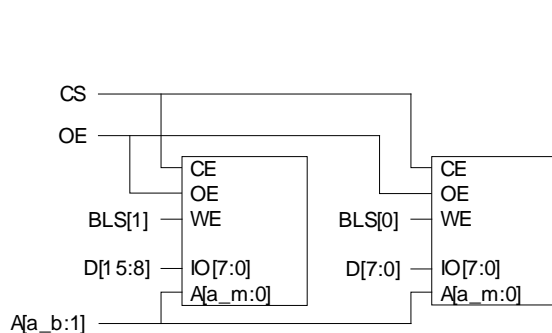 CS
OE
CE
OE
BLS[1]
WE
D[15:8]
IO[7:0]
A[a_m:0]
CE
OE
BLS[0]
WE
D[7:0]
IO[7:0]
A[a_m:0]
A[a_b:1]